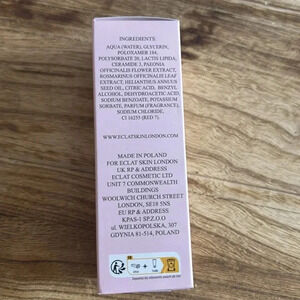 INGREDIENTS:
AQUA (WATER), GLYCERIN,
POLOXAMER 184,
POLYSORBATE 20, LACTIS LIPIDA,
CERAMIDE 3, PAEONIA
OFFICINALIS FLOWER EXTRACT,
ROSMARINUS OFFICINALIS LEAF
EXTRACT, HELIANTHUS ANNUUS
SEED OIL, CITRIC ACID, BENZYL
ALCOHOL, DEHYDROACETIC ACID,
SODIUM BENZOATE, POTASSIUM
SORBATE, PARFUM (FRAGRANCE),
SODIUM CHLORIDE,
CI 16255 (RED 7).
WWW.ECLATSKINLONDON.COM
MADE IN POLAND
FOR ECLAT SKIN LONDON
UK RP & ADDRESS
ECLAT COSMETIC LTD
UNIT 7 COMMONWEALTH
BUILDINGS
WOOLWICH CHURCH STREET
LONDON, SE18 5NS
EU RP & ADDRESS
KPAS-1 SP.Z.O.O
ul. WIELKOPOLSKA, 307
GDYNIA 81-514, POLAND
FR